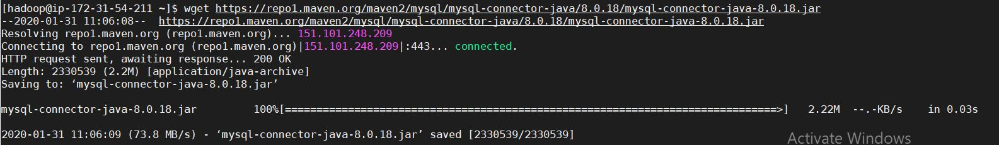 [hadoop@ip-172-31-54-211 ~]$ wget https://repo1.maven.org/maven2/mysql/mysql-connector-java/8.0.18/mysql-connector-java-8.0.18.jar
--2020-01-31 11:06:08--  https://repo1.maven.org/maven2/mysql/mysql-connector-java/8.0.18/mysql-connector-java-8.0.18.jar
Resolving repo1.maven.org (repo1.maven.org)... 151.101.248.209
Connecting to repo1.maven.org (repo1.maven.org)|151.101.248.209|:443... connected.
HTTP request sent, awaiting response... 200 OK
Length: 2330539 (2.2M) [application/java-archive]
Saving to: ‘mysql-connector-java-8.0.18.jar’
mysql-connector-java-8.0.18.jar         100%[==============================================================================>]   2.22M  --.-KB/s    in 0.03s
2020-01-31 11:06:09 (73.8 MB/s) - ‘mysql-connector-java-8.0.18.jar’ saved [2330539/2330539]
Activate Windows